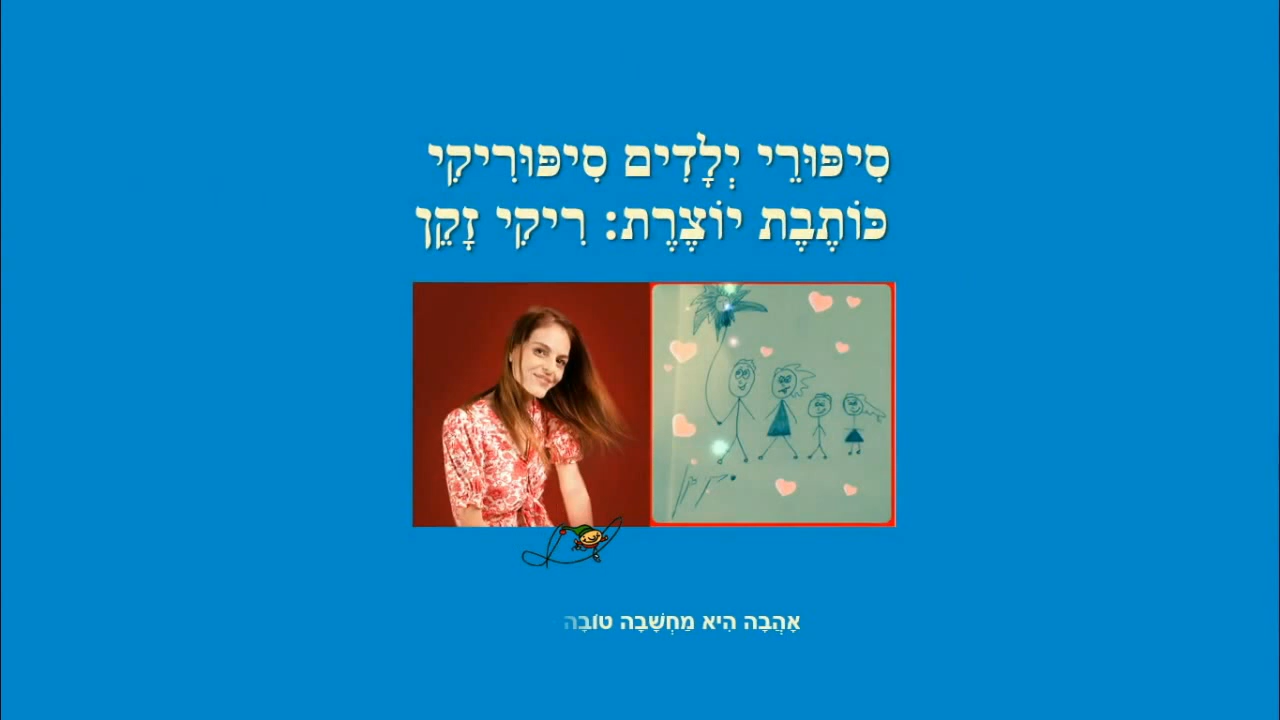 סִיפּוּרֵי יְלָדִים סִיפּוּרִיקִי
כּוֹתֶבֶת יוֹצֶרֶת: רִיקִי זָקֵן
אַהֲבָה הִיא מַחְשָׁבָה טוֹבָה